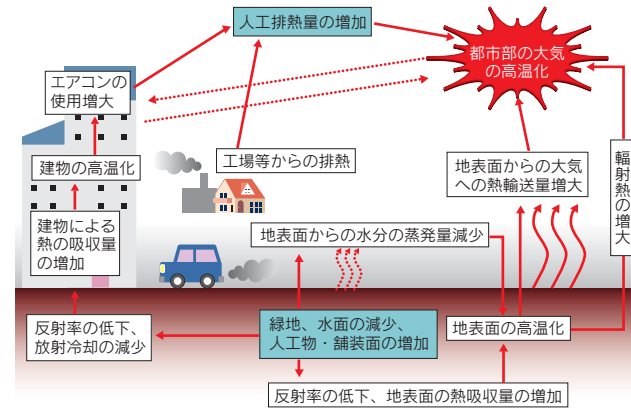 人工排熱量の増加
都市部の大気
の高温化
エアコンの
使用増大
建物の高温化
工場等からの排熱
地表面からの大気
への熱輸送量増大
輻射熱の増大
建物による
熱の吸収量
の増加
地表面からの水分の蒸発量減少
反射率の低下、
放射冷却の減少
緑地、水面の減少、
人工物・舗装面の増加
地表面の高温化
反射率の低下、地表面の熱吸収量の増加